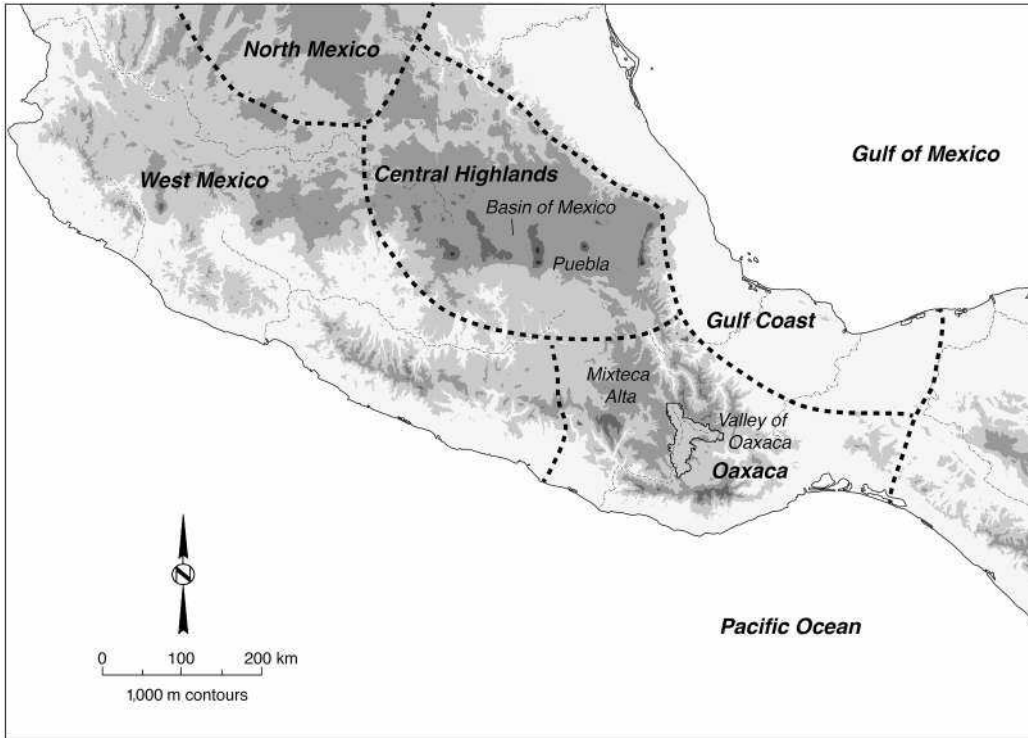 North Mexico
Gulf of Mexico
West Mexico
Central Highlands
Basin of Mexico
Puebla
Gulf Coast
Mixteca
Alta
Valley of
Oaxaca
Oaxaca
N
Pacific Ocean
0 100 200 km
1,000 m contours